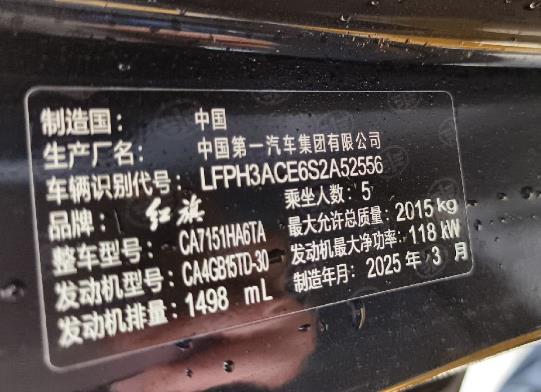 制造国: 中国
生产厂名: 中国第一汽车集团有限公司
车辆识别代号: LFPH3ACE6S2A52556
品牌: 红旗 乘坐人数: 5
整车型号: CA7151HA6TA 最大允许总质量: 2015 kg
发动机型号: CA4GB15TD-30 发动机最大净功率: 118 kW
发动机排量: 1498 mL 制造年月: 2025 年 3 月